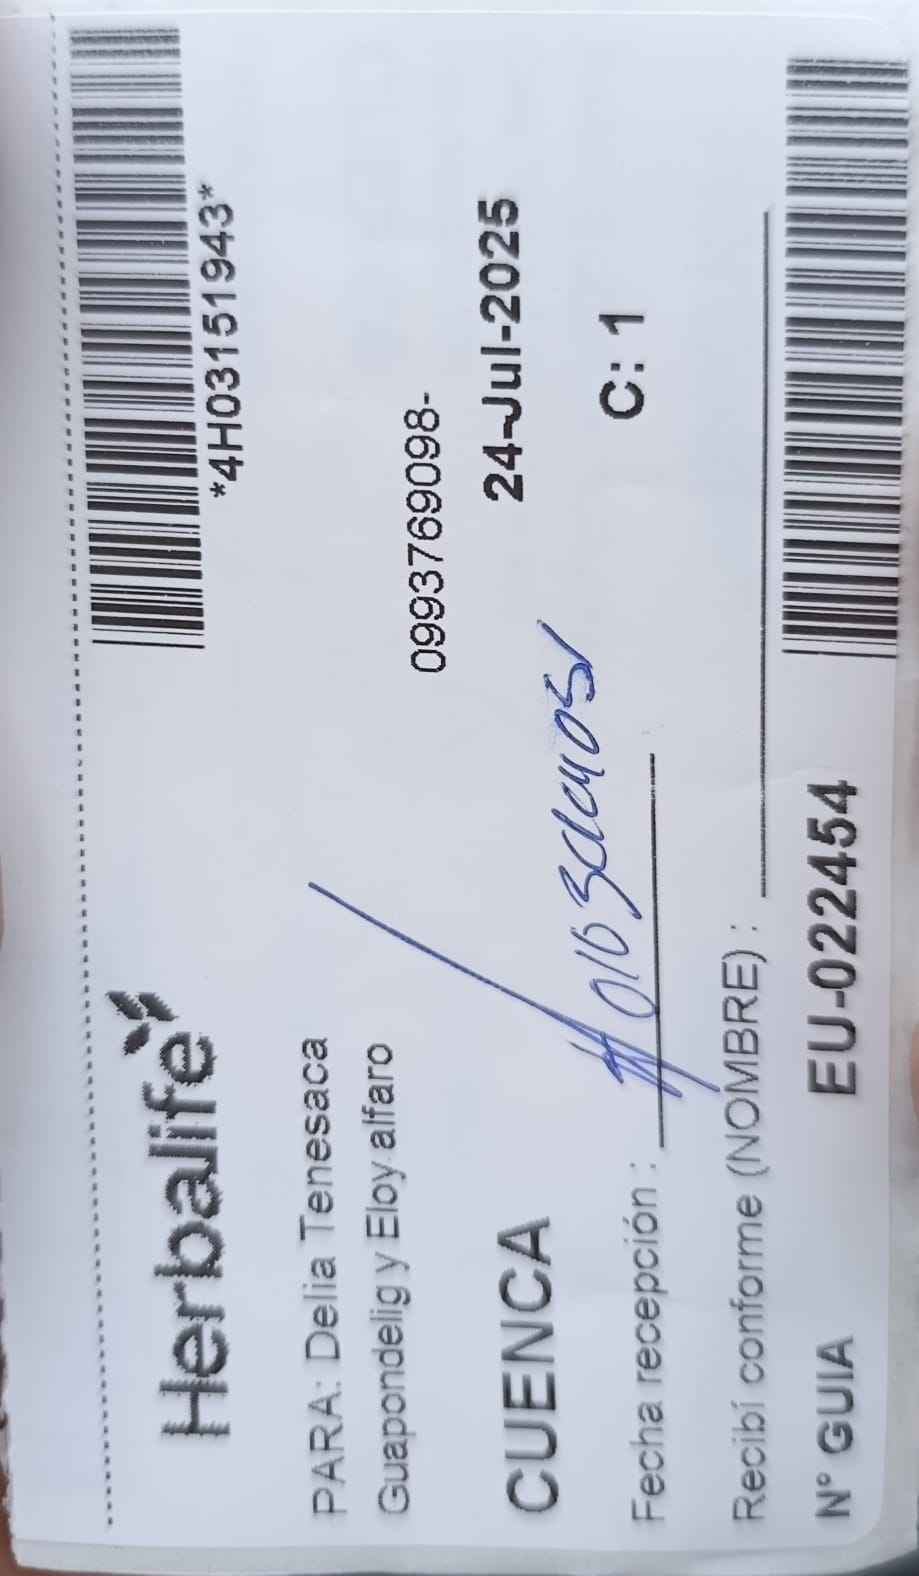 *4H03151943*
Herbalife
PARA: Delia Tenesaca
Guapondelig y Eloy alfaro
0993769098-
CUENCA
24-Jul-2025
C: 1
Fecha recepción :
Recibí conforme (NOMBRE) :
N° GUIA
EU-022454